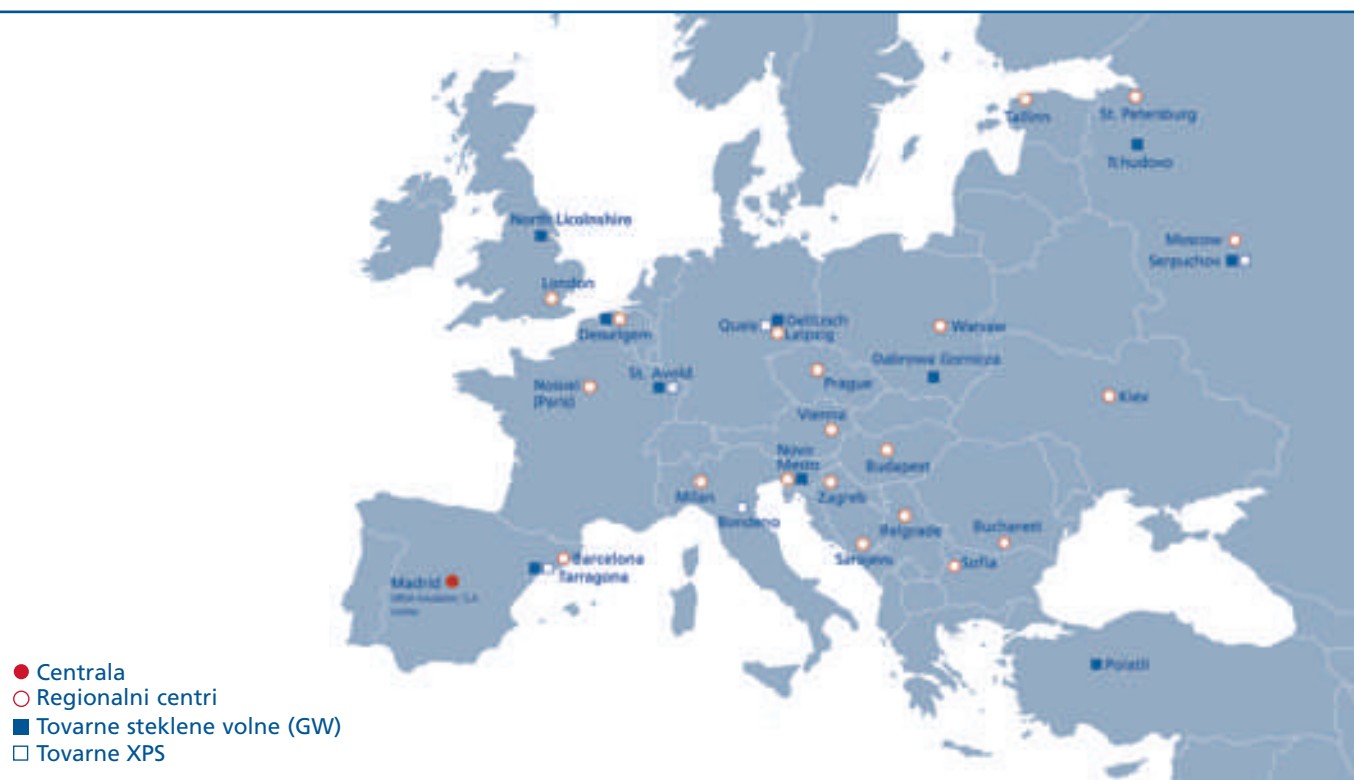 Tallinn
St. Petersburg
Tchudovo
North Licolnshire
Moscow
Serpuchov
London
Desselgem
Queis
Delitzsch
Leipzig
Warsaw
Dabrowa Gornicza
St. Avold
Prague
Noisiel
(Paris)
Kiev
Vienna
Novo
Mesto
Budapest
Milan
Zagreb
Bondeno
Belgrade
Bucharest
Sarajevo
Sofia
Barcelona
Tarragona
Madrid
Polatli
Centrala
Regionalni centri
Tovarne steklene volne (GW)
Tovarne XPS